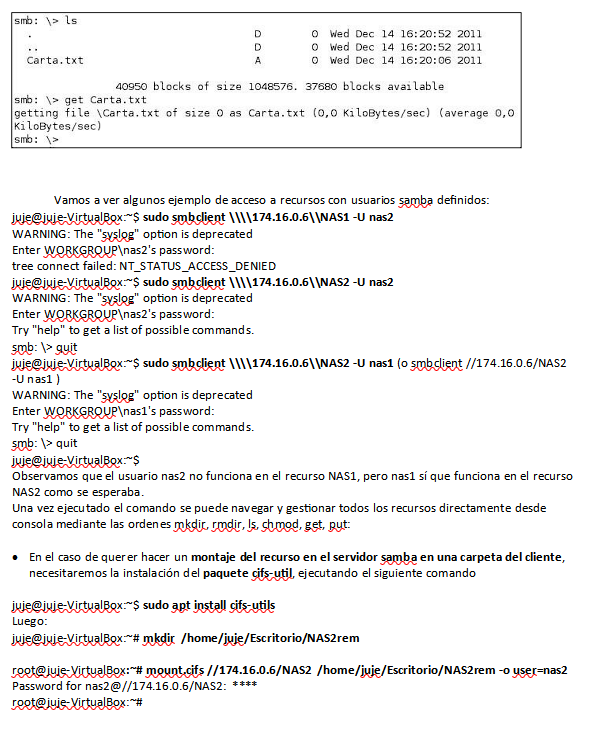 smb: \> ls
. D 0 Wed Dec 14 16:20:52 2011
.. D 0 Wed Dec 14 16:20:52 2011
Carta.txt A 0 Wed Dec 14 16:20:06 2011
40950 blocks of size 1048576. 37680 blocks available
smb: \> get Carta.txt
getting file \Carta.txt of size 0 as Carta.txt (0,0 KiloBytes/sec) (average 0,0
KiloBytes/sec)
smb: \>
Vamos a ver algunos ejemplo de acceso a recursos con usuarios samba definidos:
juje@juje-VirtualBox:~$ sudo smbclient \\\\174.16.0.6\\NAS1 -U nas2
WARNING: The "syslog" option is deprecated
Enter WORKGROUP\nas2's password:
tree connect failed: NT_STATUS_ACCESS_DENIED
juje@juje-VirtualBox:~$ sudo smbclient \\\\174.16.0.6\\NAS2 -U nas2
WARNING: The "syslog" option is deprecated
Enter WORKGROUP\nas2's password:
Try "help" to get a list of possible commands.
smb: \> quit
juje@juje-VirtualBox:~$ sudo smbclient \\\\174.16.0.6\\NAS2 -U nas1 (o smbclient //174.16.0.6/NAS2
-U nas1 )
WARNING: The "syslog" option is deprecated
Enter WORKGROUP\nas1's password:
Try "help" to get a list of possible commands.
smb: \> quit
juje@juje-VirtualBox:~$
Observamos que el usuario nas2 no funciona en el recurso NAS1, pero nas1 sí que funciona en el recurso
NAS2 como se esperaba.
Una vez ejecutado el comando se puede navegar y gestionar todos los recursos directamente desde
consola mediante las ordenes mkdir, rmdir, ls, chmod, get, put:
• En el caso de querer hacer un montaje del recurso en el servidor samba en una carpeta del cliente,
necesitaremos la instalación del paquete cifs-util, ejecutando el siguiente comando
juje@juje-VirtualBox:~$ sudo apt install cifs-utils
Luego:
juje@juje-VirtualBox:~# mkdir /home/juje/Escritorio/NAS2rem
root@juje-VirtualBox:~# mount.cifs //174.16.0.6/NAS2 /home/juje/Escritorio/NAS2rem -o user=nas2
Password for nas2@//174.16.0.6/NAS2: ****
root@juje-VirtualBox:~#